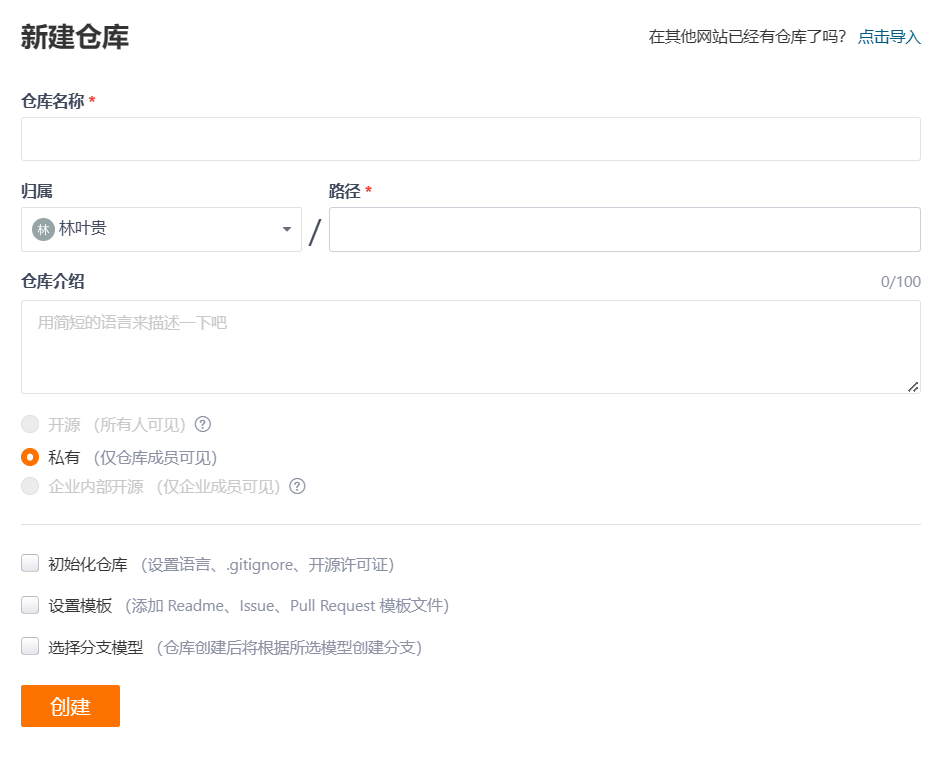 新建仓库
在其他网站已经有仓库了吗? 点击导入
仓库名称 *
归属
路径 *
林 林叶贵
/
仓库介绍
0/100
用简短的语言来描述一下吧
开源 (所有人可见) ?
私有 (仅仓库成员可见)
企业内部开源 (仅企业成员可见) ?
初始化仓库 (设置语言、.gitignore、开源许可证)
设置模板 (添加 Readme、Issue、Pull Request 模板文件)
选择分支模型 (仓库创建后将根据所选模型创建分支)
创建